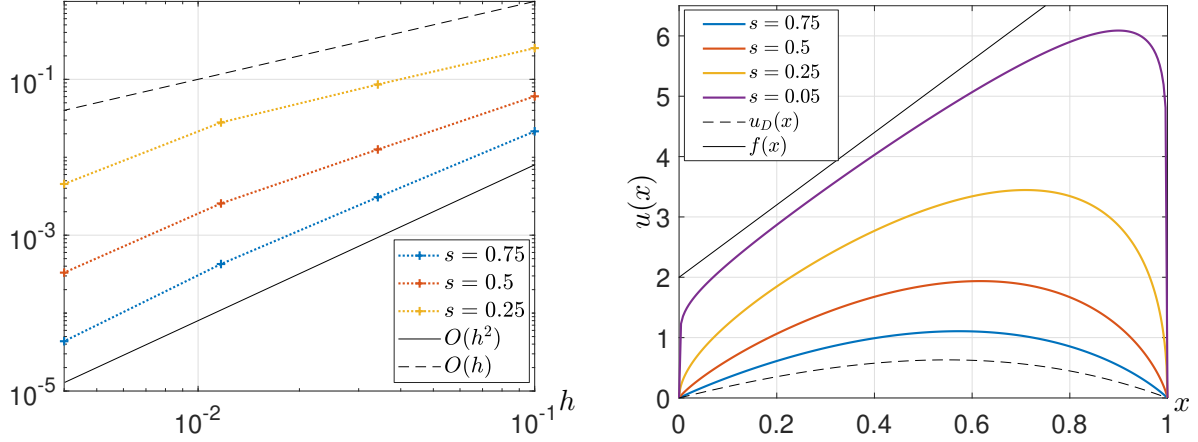 10^{-1}
10^{-3}
10^{-5}
10^{-2}
10^{-1}
h
s = 0.75
s = 0.5
s = 0.25
O(h^2)
O(h)
6
5
4
3
2
1
0
u(x)
0
0.2
0.4
0.6
0.8
1
x
s = 0.75
s = 0.5
s = 0.25
s = 0.05
u_D(x)
f(x)